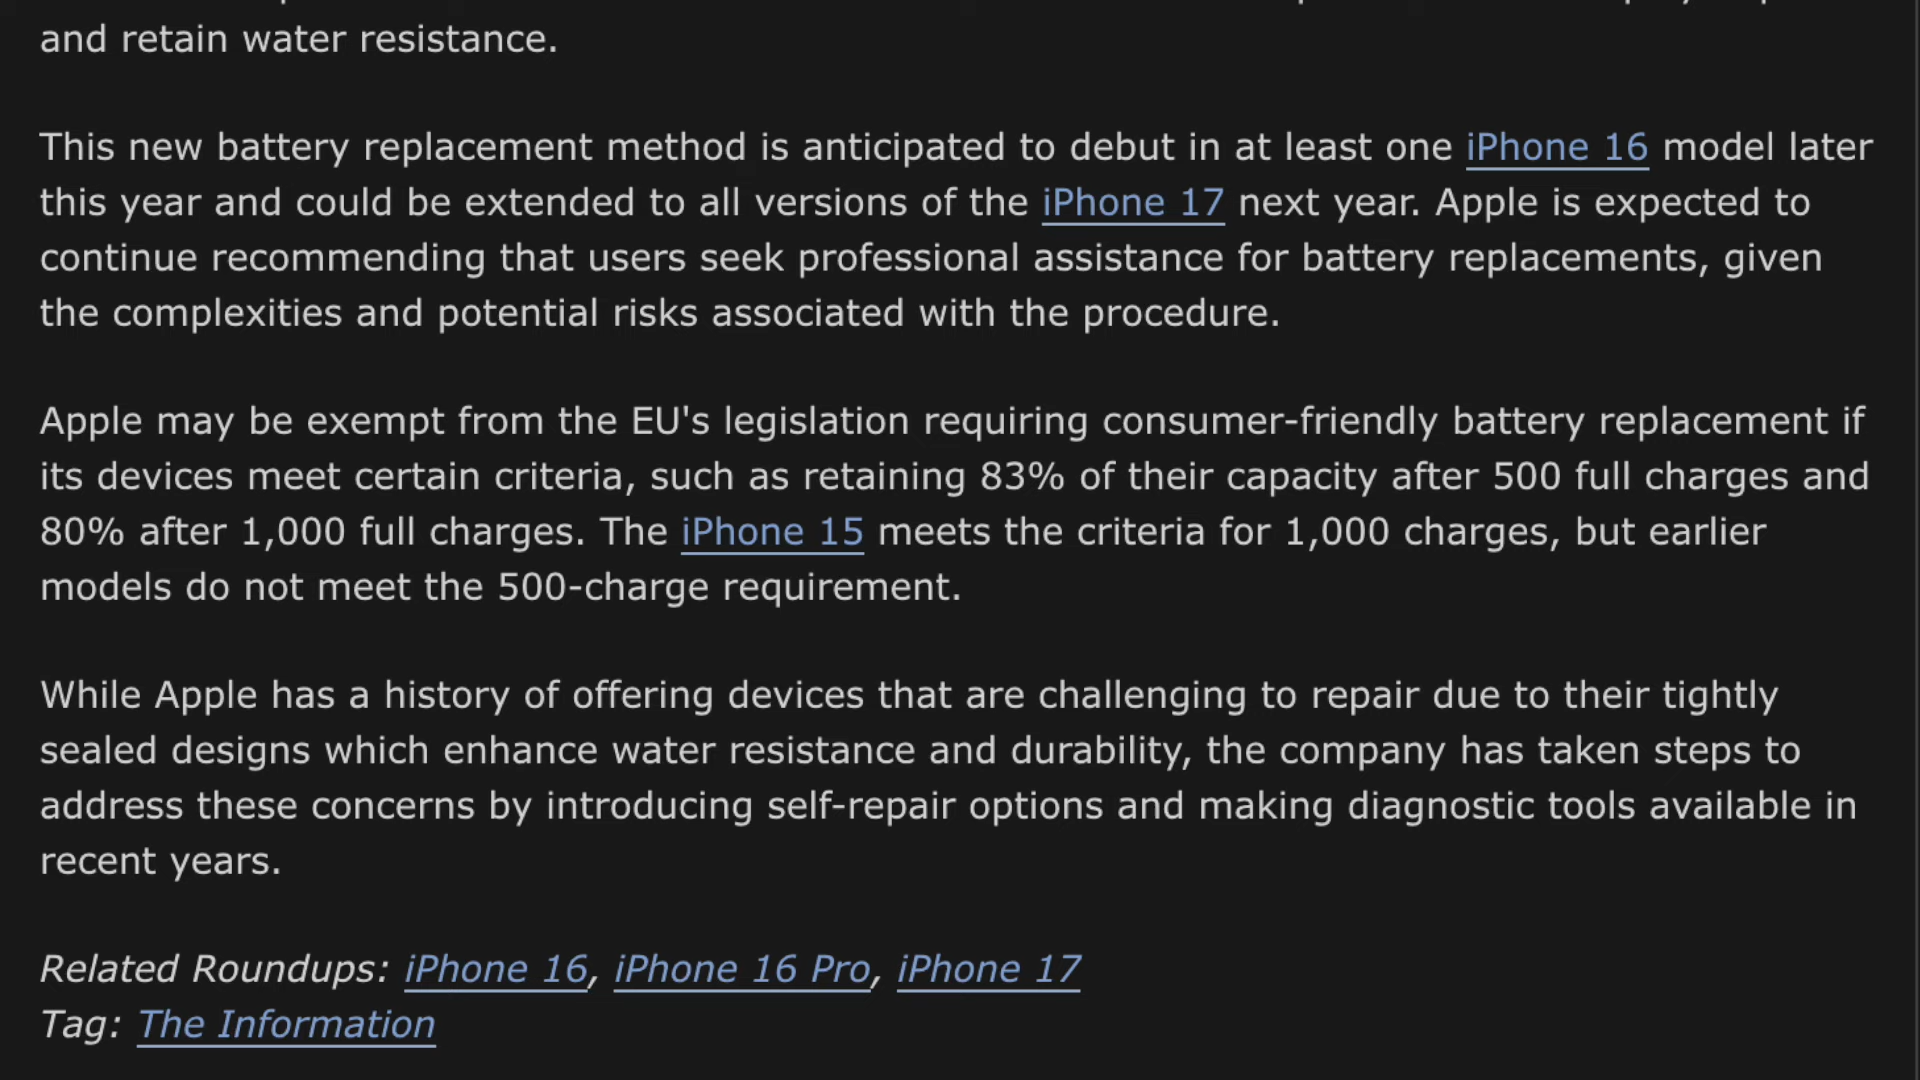 and retain water resistance.
This new battery replacement method is anticipated to debut in at least one iPhone 16 model later
this year and could be extended to all versions of the iPhone 17 next year. Apple is expected to
continue recommending that users seek professional assistance for battery replacements, given
the complexities and potential risks associated with the procedure.
Apple may be exempt from the EU's legislation requiring consumer-friendly battery replacement if
its devices meet certain criteria, such as retaining 83% of their capacity after 500 full charges and
80% after 1,000 full charges. The iPhone 15 meets the criteria for 1,000 charges, but earlier
models do not meet the 500-charge requirement.
While Apple has a history of offering devices that are challenging to repair due to their tightly
sealed designs which enhance water resistance and durability, the company has taken steps to
address these concerns by introducing self-repair options and making diagnostic tools available in
recent years.
Related Roundups: iPhone 16, iPhone 16 Pro, iPhone 17
Tag: The Information